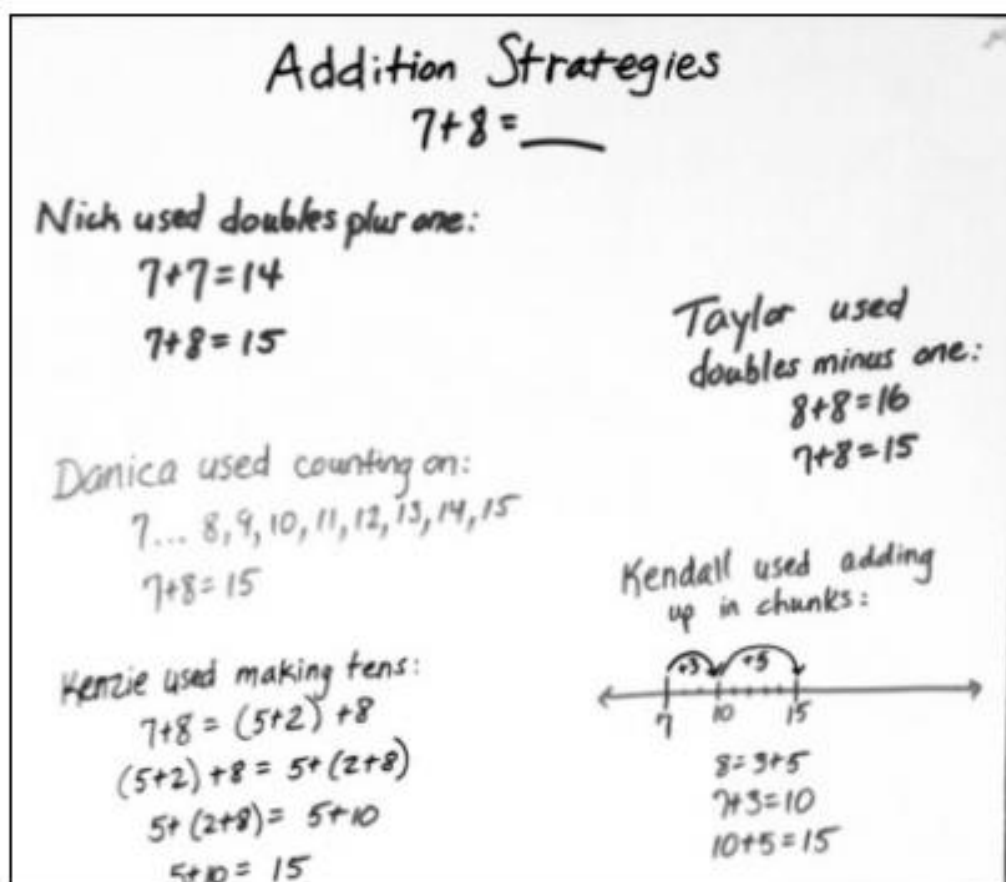 Addition Strategies
7+8=___
Nick used doubles plus one:
7+7=14
7+8=15
Taylor used
doubles minus one:
8+8=16
7+8=15
Danica used counting on:
7... 8,9,10,11,12,13,14,15
7+8=15
Kendall used adding
up in chunks:
+3 +5
7 10 15
8=3+5
7+3=10
10+5=15
Kenzie used making tens:
7+8=(5+2)+8
(5+2)+8=5+(2+8)
5+(2+8)=5+10
5+10=15